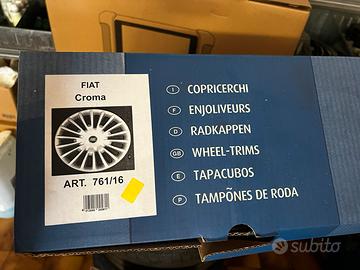 FIAT
Croma
ART. 761/16
I COPRICERCHI
F ENJOLIVEURS
D RADKAPPEN
GB WHEEL-TRIMS
E TAPACUBOS
P TAMPÕNES DE RODA
subito